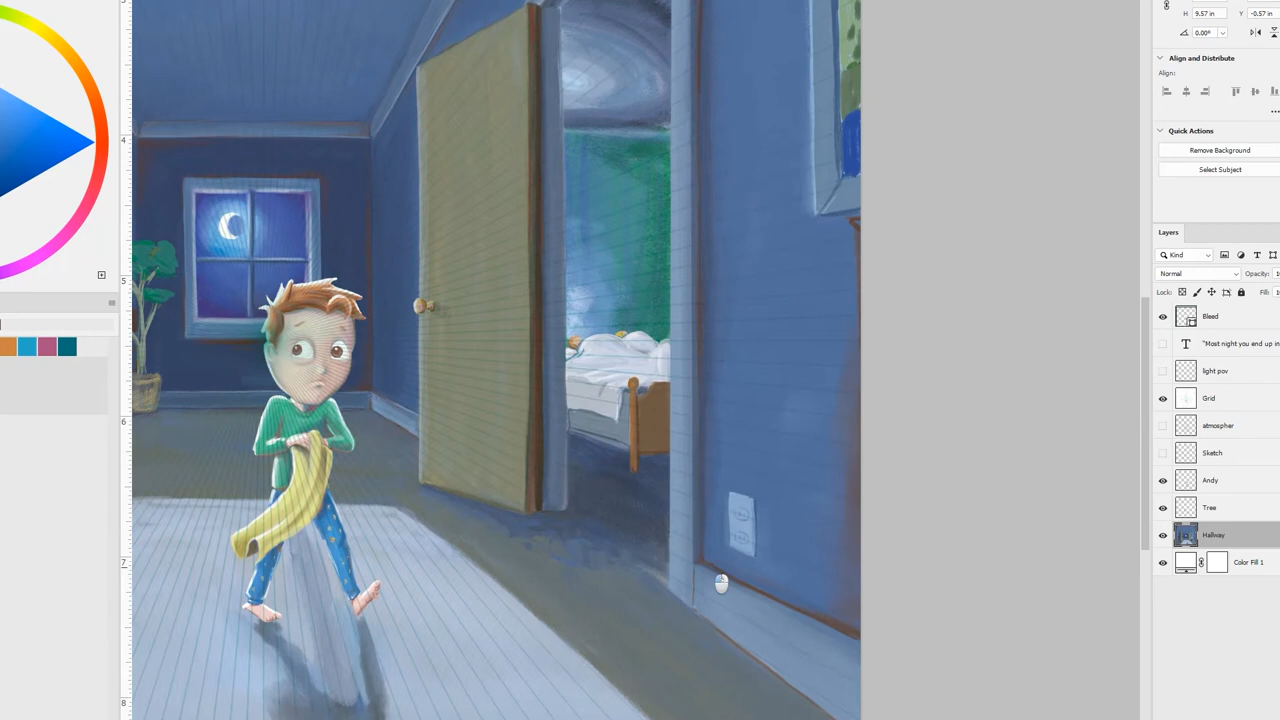 H 9.57 in Y -0.57 in
0.00°
Align and Distribute
Align:
Quick Actions
Remove Background
Select Subject
Layers
Kind
Normal Opacity:
Lock: Fill:
Bleed
T "Most night you end up in
light pov
Grid
atmospher
Sketch
Andy
Tree
Hallway
Color Fill 1
4
5
6
7
8